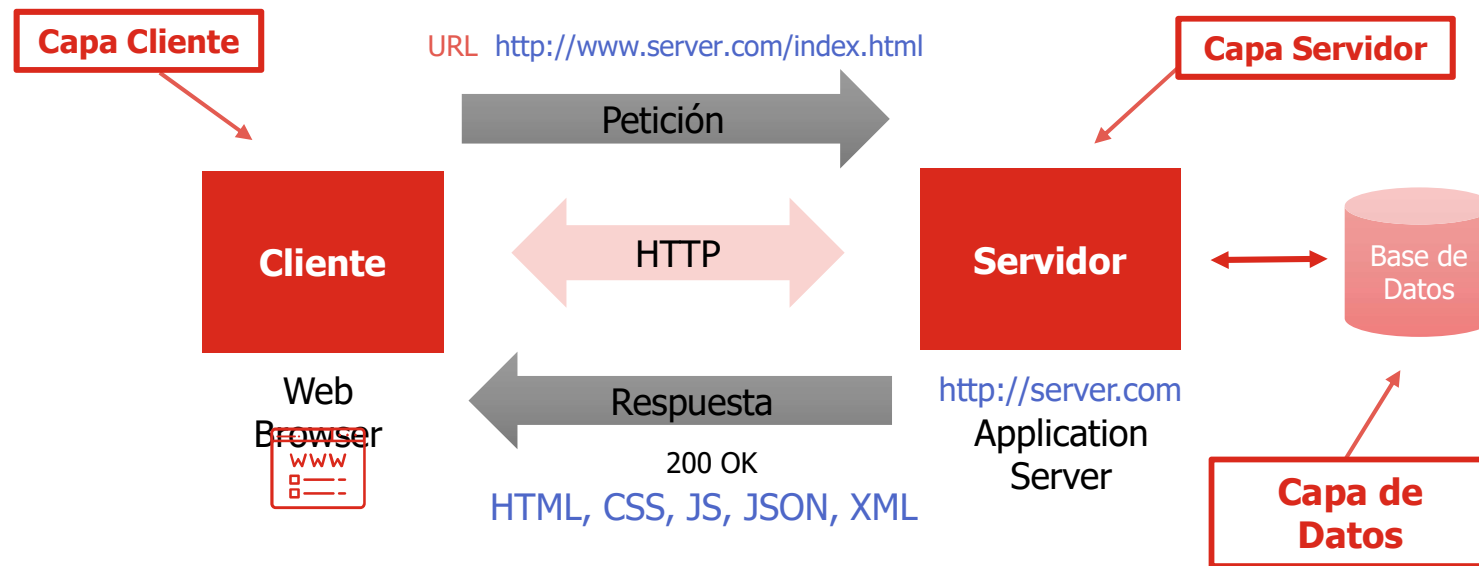 Capa Cliente
URL http://www.server.com/index.html
Capa Servidor
Petición
Cliente
HTTP
Servidor
Base de
Datos
Web
Browser
WWW
Respuesta
200 OK
HTML, CSS, JS, JSON, XML
http://server.com
Application
Server
Capa de
Datos